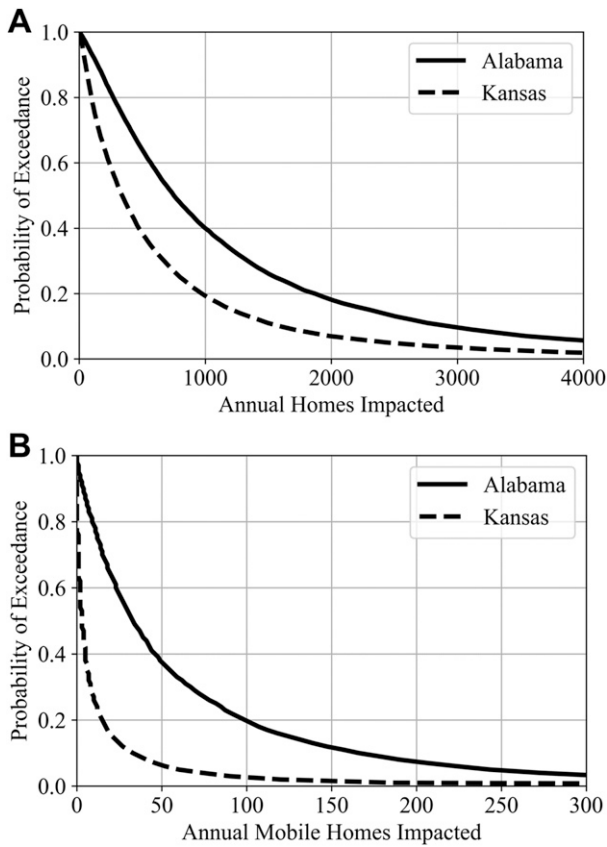 A
Probability of Exceedance
1.0
0.8
0.6
0.4
0.2
0.0
Alabama
Kansas
0 1000 2000 3000 4000
Annual Homes Impacted
B
Probability of Exceedance
1.0
0.8
0.6
0.4
0.2
0.0
Alabama
Kansas
0 50 100 150 200 250 300
Annual Mobile Homes Impacted